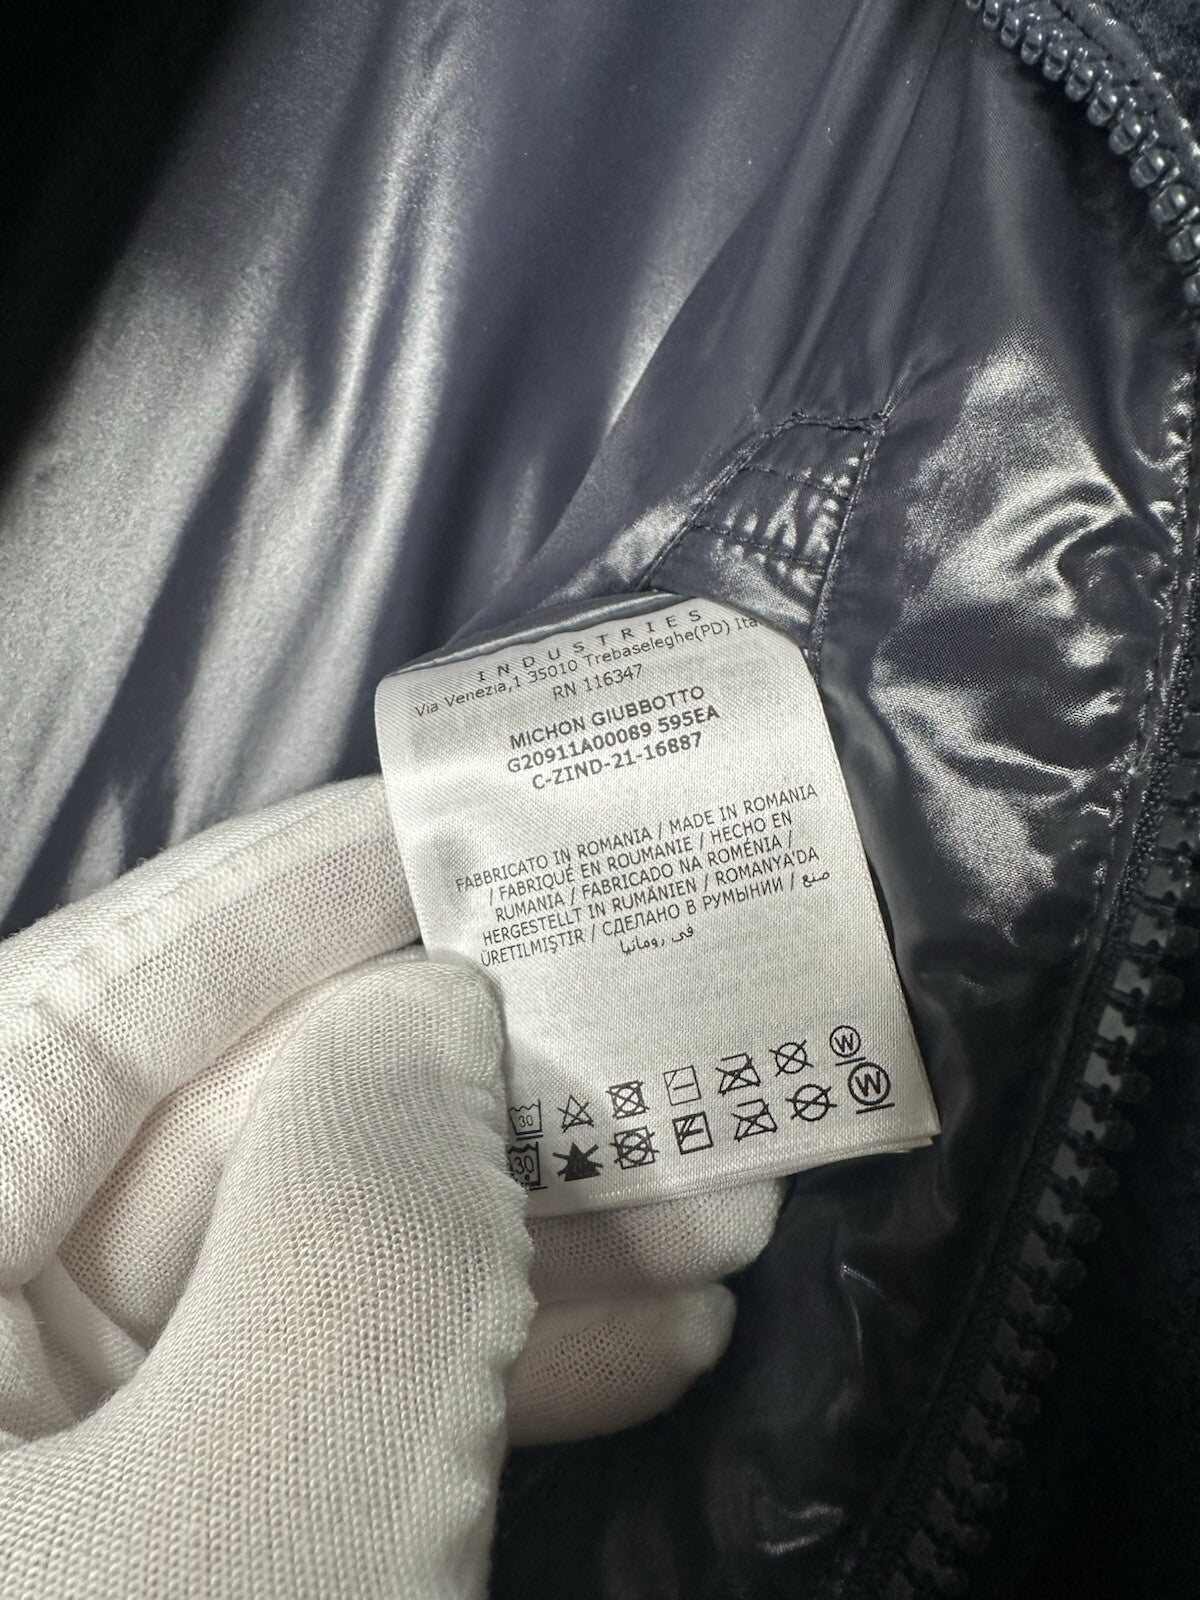 INDUSTRIES
Via Venezia,1 35010 Trebaseleghe(PD) Ita
RN 116347
MICHON GIUBBOTTO
G20911A00089 595EA
C-ZIND-21-16887
FABBRICATO IN ROMANIA / MADE IN ROMANIA
/ FABRIQUÉ EN ROUMANIE / HECHO EN
RUMANIA / FABRICADO NA ROMÉNIA /
HERGESTELLT IN RUMÄNIEN / ROMANYA'DA
ÜRETILMIŞTIR / СДЕЛАНО В РУМЫНИИ / صنع
في رومانيا
30 W
30 W